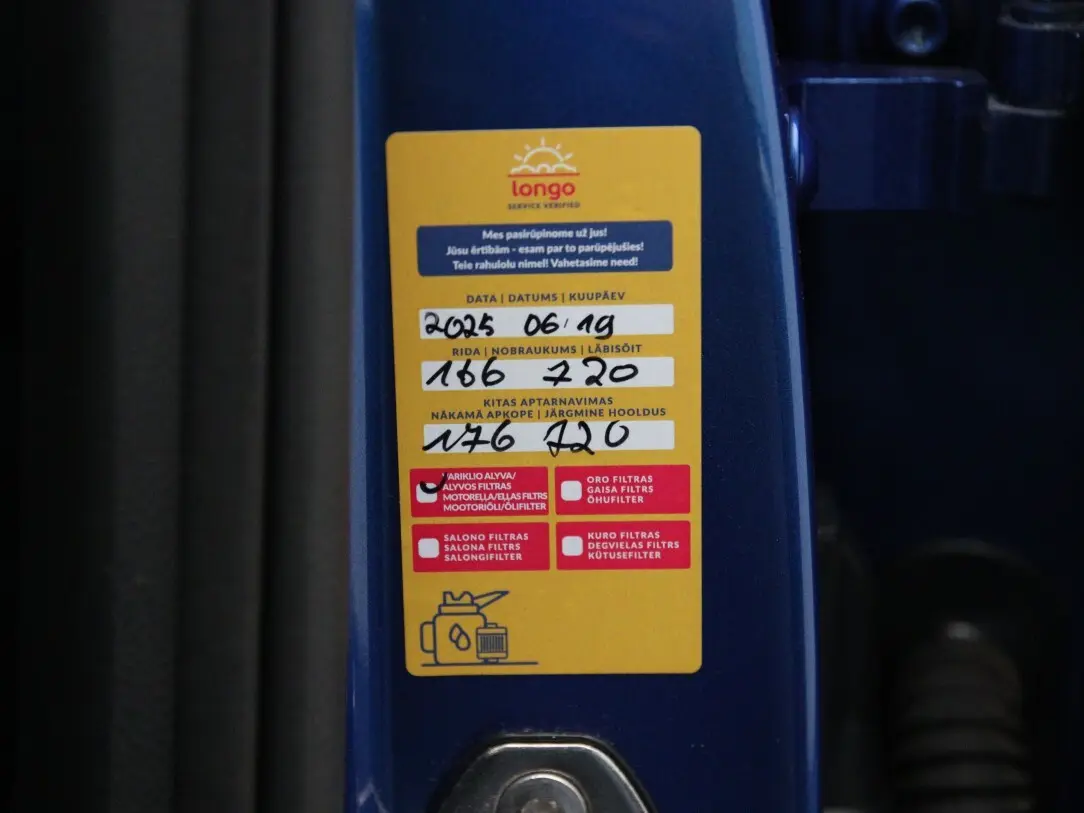 longo
SERVICE VERIFIED
Mes pasirūpinome už jus!
Jūsu ērtībām - esam par to parūpējušies!
Teie rahulolu nimel! Vahetasime need!
DATA | DATUMS | KUUPÄEV
2025 06 19
RIDA | NOBRAUKUMS | LÄBISÕIT
166 720
KITAS APTARNAVIMAS
NĀKAMĀ APKOPE | JÄRGMINE HOOLDUS
176 720
VARIKLIO ALYVA/
ALYVOS FILTRAS
MOTOREĻĻA/EĻĻAS FILTRS
MOOTORIÕLI/ÕLIFILTER
ORO FILTRAS
GAISA FILTRS
ÕHUFILTER
SALONO FILTRAS
SALONA FILTRS
SALONGIFILTER
KURO FILTRAS
DEGVIELAS FILTRS
KÜTUSEFILTER